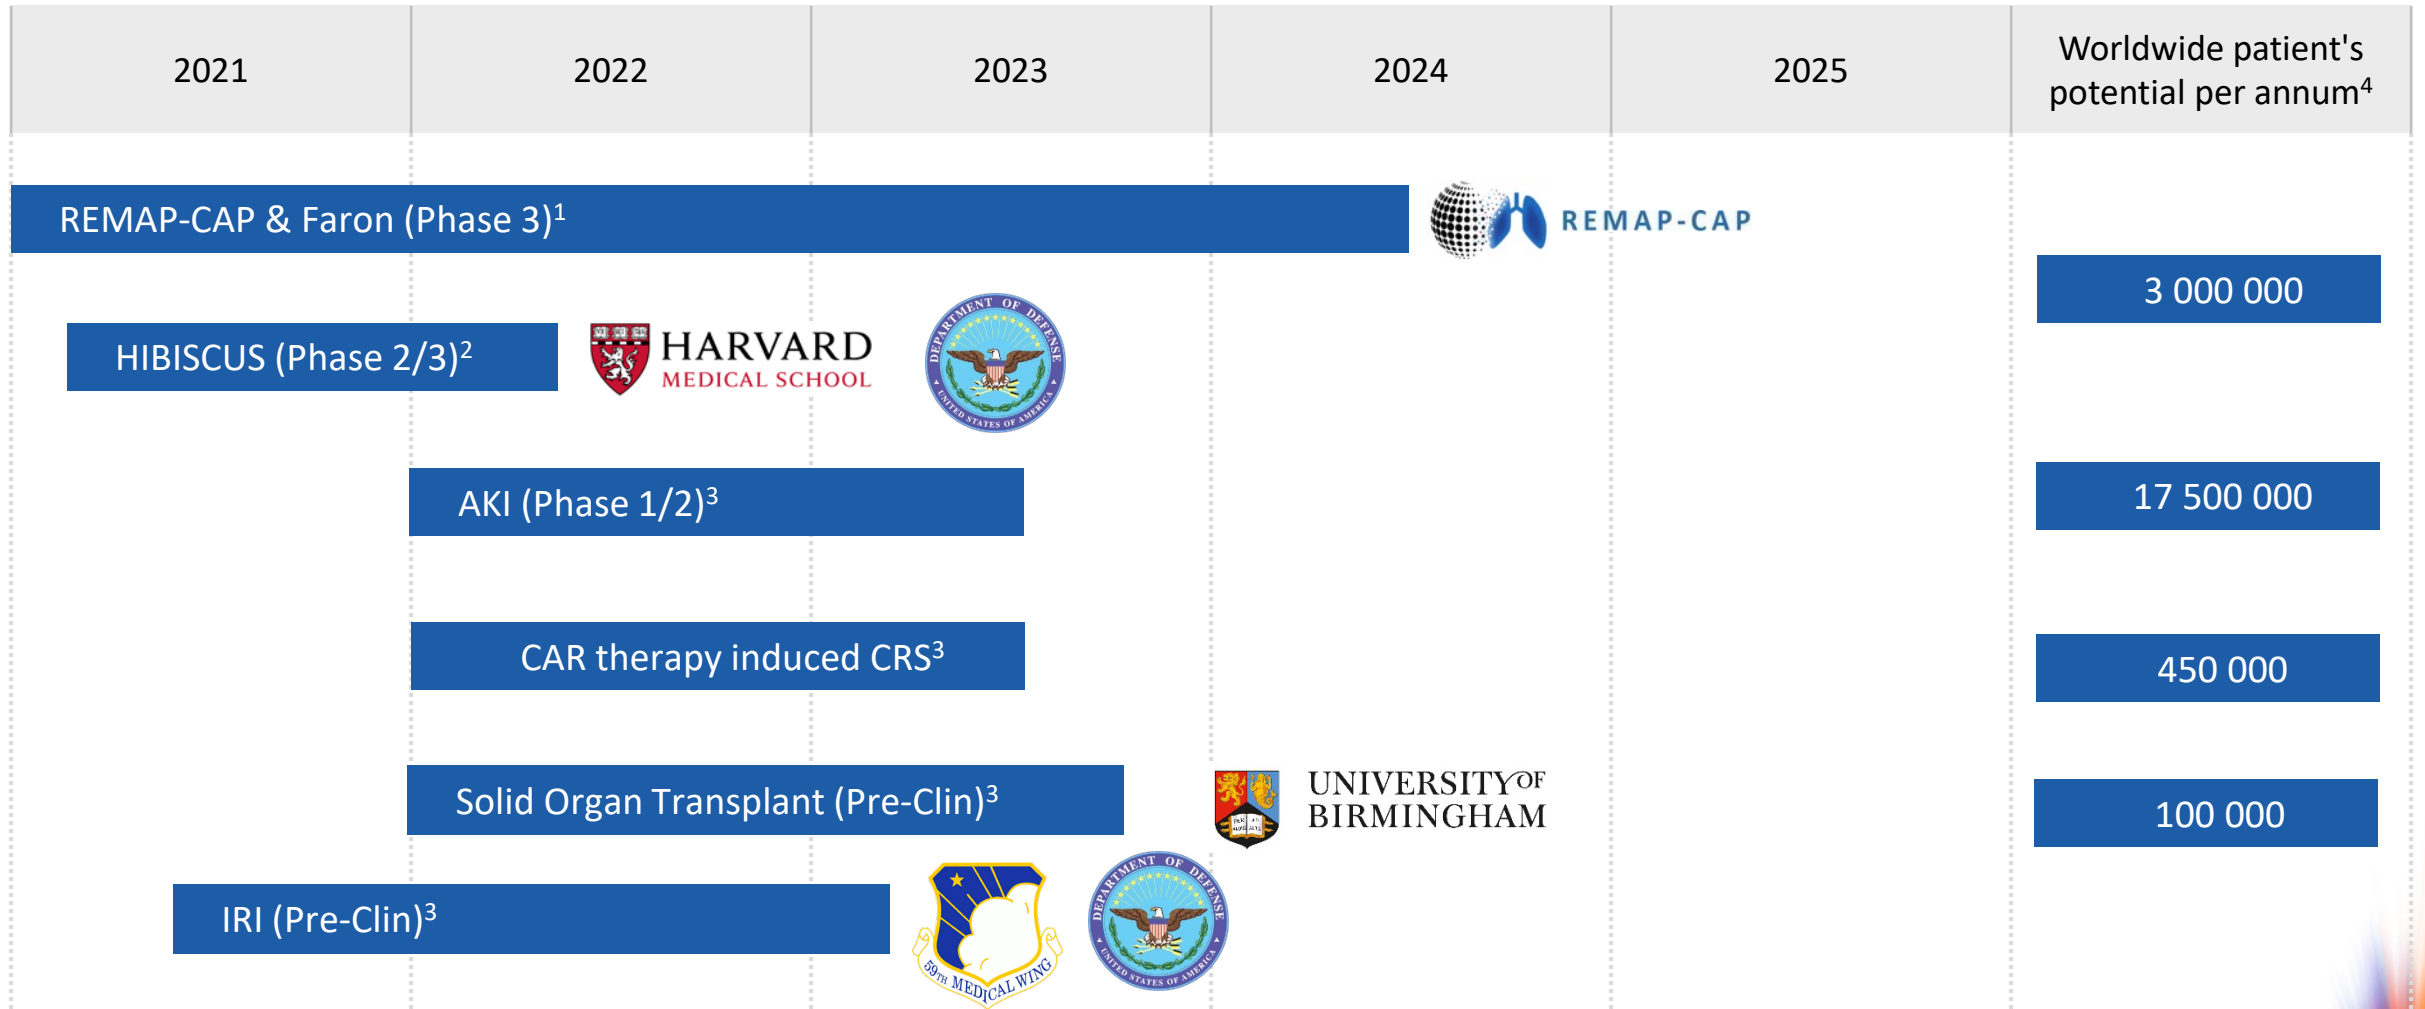 2021
2022
2023
2024
2025
Worldwide patient's
potential per annum4
REMAP-CAP & Faron (Phase 3)1
REMAP-CAP
3 000 000
HIBISCUS (Phase 2/3)2
HARVARD
MEDICAL SCHOOL
DEPARTMENT OF DEFENSE
UNITED STATES OF AMERICA
AKI (Phase 1/2)3
17 500 000
CAR therapy induced CRS3
450 000
Solid Organ Transplant (Pre-Clin)3
UNIVERSITY OF
BIRMINGHAM
100 000
IRI (Pre-Clin)3
59TH MEDICAL WING
DEPARTMENT OF DEFENSE
UNITED STATES OF AMERICA